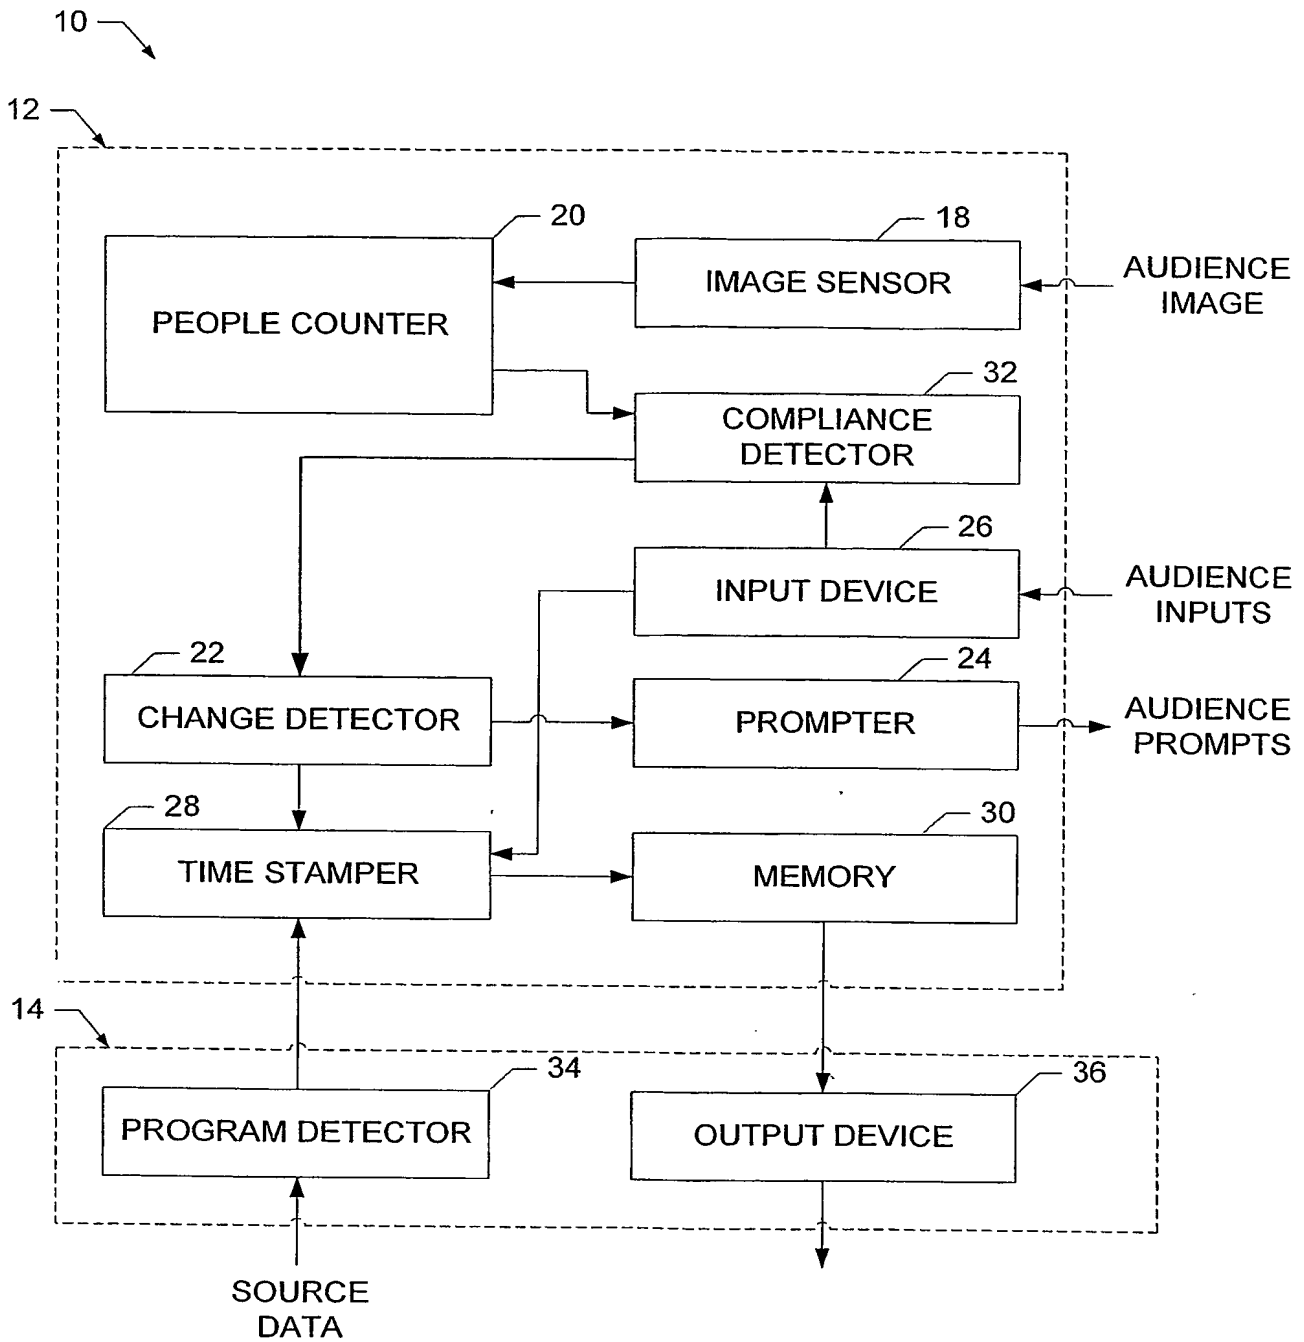 10
12
20
18
PEOPLE COUNTER
IMAGE SENSOR
AUDIENCE
IMAGE
32
COMPLIANCE
DETECTOR
26
INPUT DEVICE
AUDIENCE
INPUTS
22
24
CHANGE DETECTOR
PROMPTER
AUDIENCE
PROMPTS
28
30
TIME STAMPER
MEMORY
14
34
36
PROGRAM DETECTOR
OUTPUT DEVICE
SOURCE
DATA